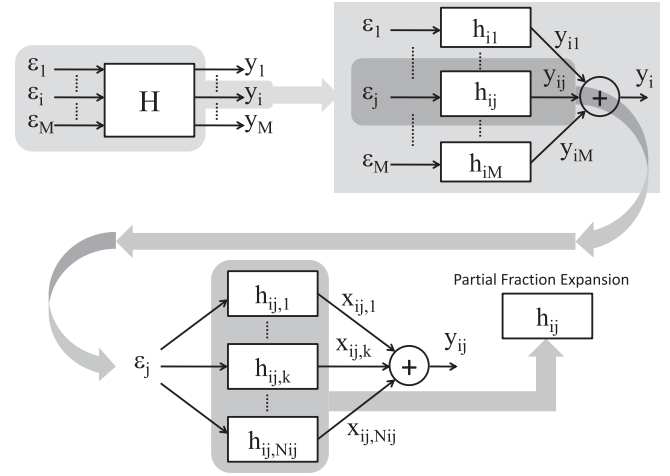 ε1 y1
εi H yi
εM yM
ε1 hi1 yi1
εj hij yij + yi
εM hiM yiM
Partial Fraction Expansion
hij
hij,1 xij,1
εj hij,k xij,k + yij
hij,Nij xij,Nij